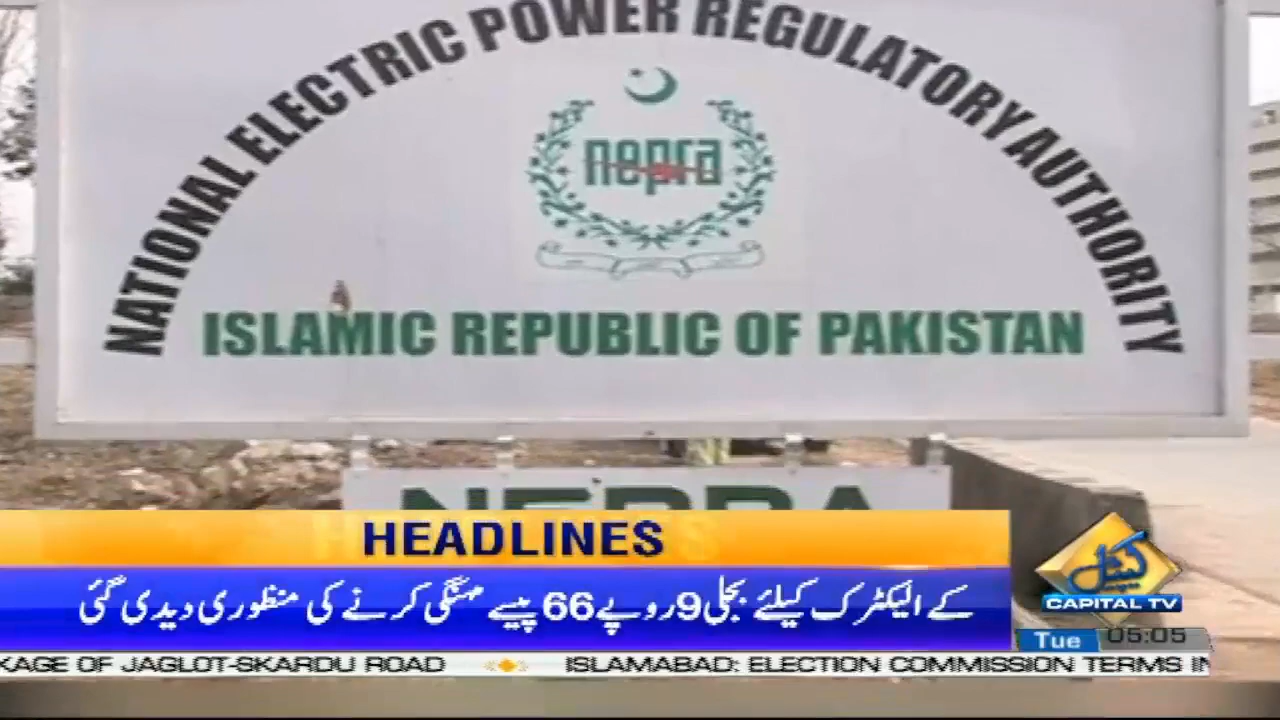 NATIONAL ELECTRIC POWER REGULATORY AUTHORITY
nepra
ISLAMIC REPUBLIC OF PAKISTAN
NEPRA
HEADLINES
کے الیکٹرک کیلئے بجلی 9 روپے 66 پیسے مہنگی کرنے کی منظوری دیدی گئی
کیپیٹل
CAPITAL TV
Tue 05:05
KAGE OF JAGLOT-SKARDU ROAD
ISLAMABAD: ELECTION COMMISSION TERMS IN